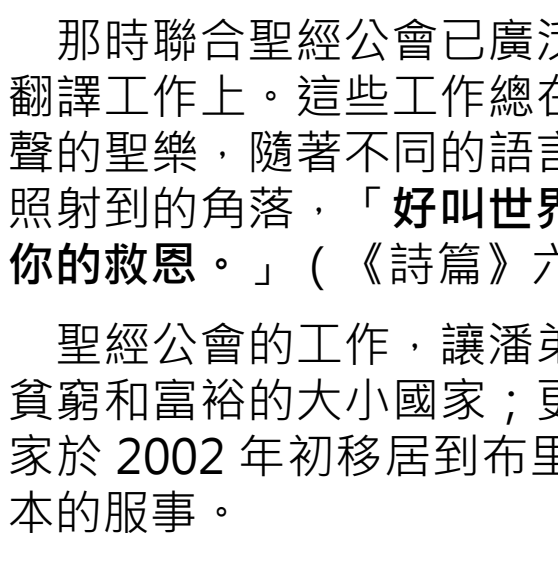 那時聯合聖經公會已廣泛
翻譯工作上。這些工作總在
聲的聖樂，隨著不同的語言
照射到的角落，「好叫世界
你的救恩。」（《詩篇》六
聖經公會的工作，讓潘弟
貧窮和富裕的大小國家；更
家於 2002 年初移居到布里
本的服事。